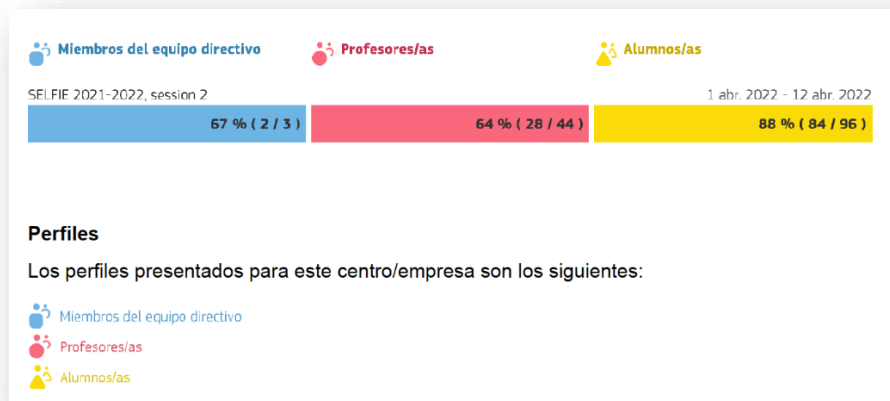 Miembros del equipo directivo Profesores/as Alumnos/as
SELFIE 2021-2022, session 2 1 abr. 2022 - 12 abr. 2022
67 % ( 2 / 3 ) 64 % ( 28 / 44 ) 88 % ( 84 / 96 )
Perfiles
Los perfiles presentados para este centro/empresa son los siguientes:
Miembros del equipo directivo
Profesores/as
Alumnos/as